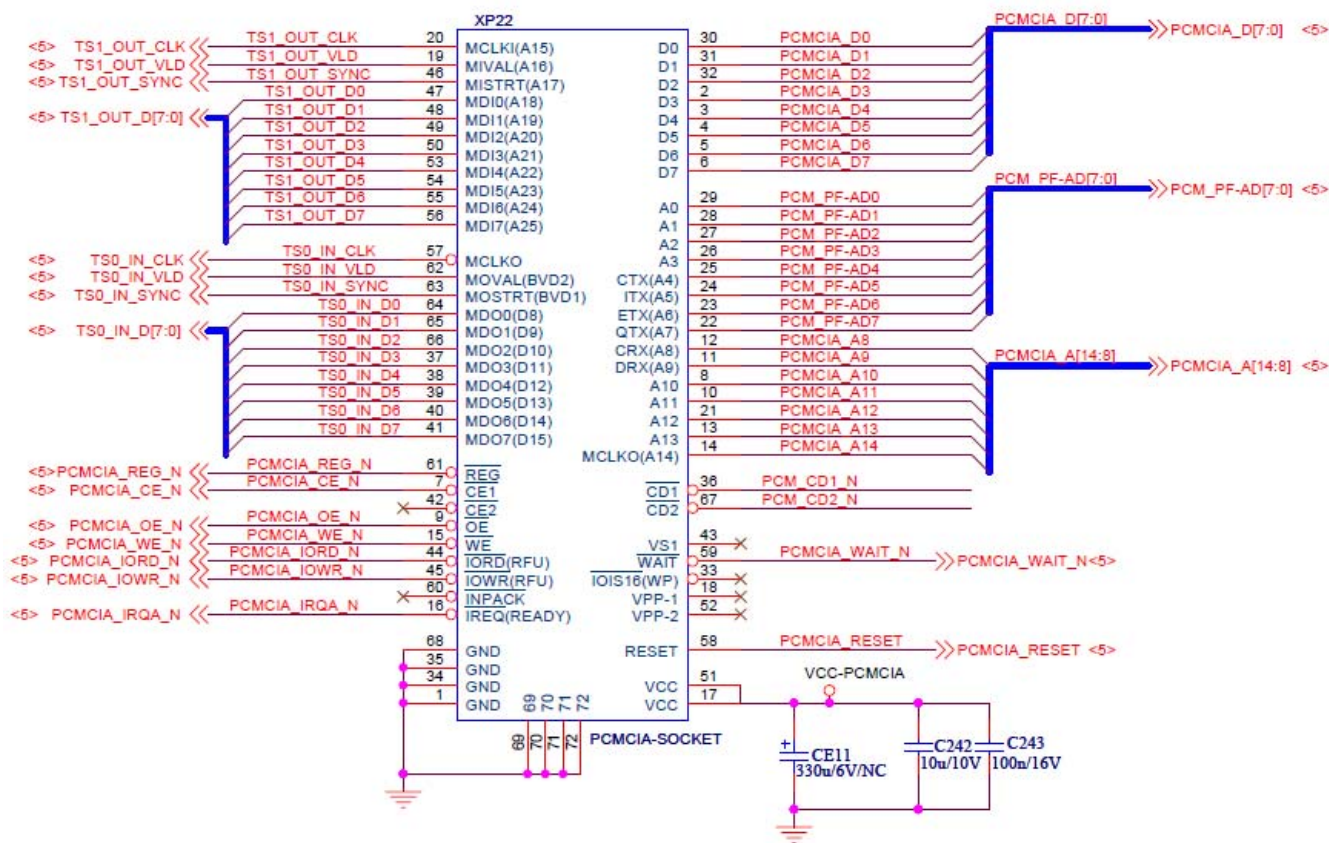 XP22
<5> TS1_OUT_CLK TS1_OUT_CLK 20 MCLKI(A15) D0 30 PCMCIA_D0 PCMCIA_D[7:0] PCMCIA_D[7:0] <5>
<5> TS1_OUT_VLD TS1_OUT_VLD 19 MIVAL(A16) D1 31 PCMCIA_D1
<5> TS1_OUT_SYNC TS1_OUT_SYNC 46 MISTRT(A17) D2 32 PCMCIA_D2
TS1_OUT_D0 47 MDI0(A18) D3 2 PCMCIA_D3
<5> TS1_OUT_D[7:0] TS1_OUT_D1 48 MDI1(A19) D4 3 PCMCIA_D4
TS1_OUT_D2 49 MDI2(A20) D5 4 PCMCIA_D5
TS1_OUT_D3 50 MDI3(A21) D6 5 PCMCIA_D6
TS1_OUT_D4 53 MDI4(A22) D7 6 PCMCIA_D7
TS1_OUT_D5 54 MDI5(A23) PCM_PF-AD[7:0] PCM_PF-AD[7:0] <5>
TS1_OUT_D6 55 MDI6(A24) A0 29 PCM_PF-AD0
TS1_OUT_D7 56 MDI7(A25) A1 28 PCM_PF-AD1
A2 27 PCM_PF-AD2
<5> TS0_IN_CLK TS0_IN_CLK 57 MCLKO A3 26 PCM_PF-AD3
<5> TS0_IN_VLD TS0_IN_VLD 62 MOVAL(BVD2) CTX(A4) 25 PCM_PF-AD4
<5> TS0_IN_SYNC TS0_IN_SYNC 63 MOSTRT(BVD1) ITX(A5) 24 PCM_PF-AD5
TS0_IN_D0 64 MDO0(D8) ETX(A6) 23 PCM_PF-AD6
<5> TS0_IN_D[7:0] TS0_IN_D1 65 MDO1(D9) QTX(A7) 22 PCM_PF-AD7
TS0_IN_D2 66 MDO2(D10) CRX(A8) 12 PCMCIA_A8
TS0_IN_D3 37 MDO3(D11) DRX(A9) 11 PCMCIA_A9 PCMCIA_A[14:8] PCMCIA_A[14:8] <5>
TS0_IN_D4 38 MDO4(D12) A10 8 PCMCIA_A10
TS0_IN_D5 39 MDO5(D13) A11 10 PCMCIA_A11
TS0_IN_D6 40 MDO6(D14) A12 21 PCMCIA_A12
TS0_IN_D7 41 MDO7(D15) A13 13 PCMCIA_A13
MCLKO(A14) 14 PCMCIA_A14
<5>PCMCIA_REG_N PCMCIA_REG_N 61 REG
<5> PCMCIA_CE_N PCMCIA_CE_N 7 CE1 CD1 36 PCM_CD1_N
42 CE2 CD2 67 PCM_CD2_N
<5> PCMCIA_OE_N PCMCIA_OE_N 9 OE
<5> PCMCIA_WE_N PCMCIA_WE_N 15 WE VS1 43
<5> PCMCIA_IORD_N PCMCIA_IORD_N 44 IORD(RFU) WAIT 59 PCMCIA_WAIT_N PCMCIA_WAIT_N<5>
<5> PCMCIA_IOWR_N PCMCIA_IOWR_N 45 IOWR(RFU) IOIS16(WP) 33
60 INPACK VPP-1 18
<5> PCMCIA_IRQA_N PCMCIA_IRQA_N 16 IREQ(READY) VPP-2 52
68 GND RESET 58 PCMCIA_RESET PCMCIA_RESET <5>
35 GND
34 GND VCC 51 VCC-PCMCIA
1 GND VCC 17
69 70 71 72
69 70 71 72 PCMCIA-SOCKET
CE11 C242 C243
330u/6V/NC 10u/10V 100n/16V